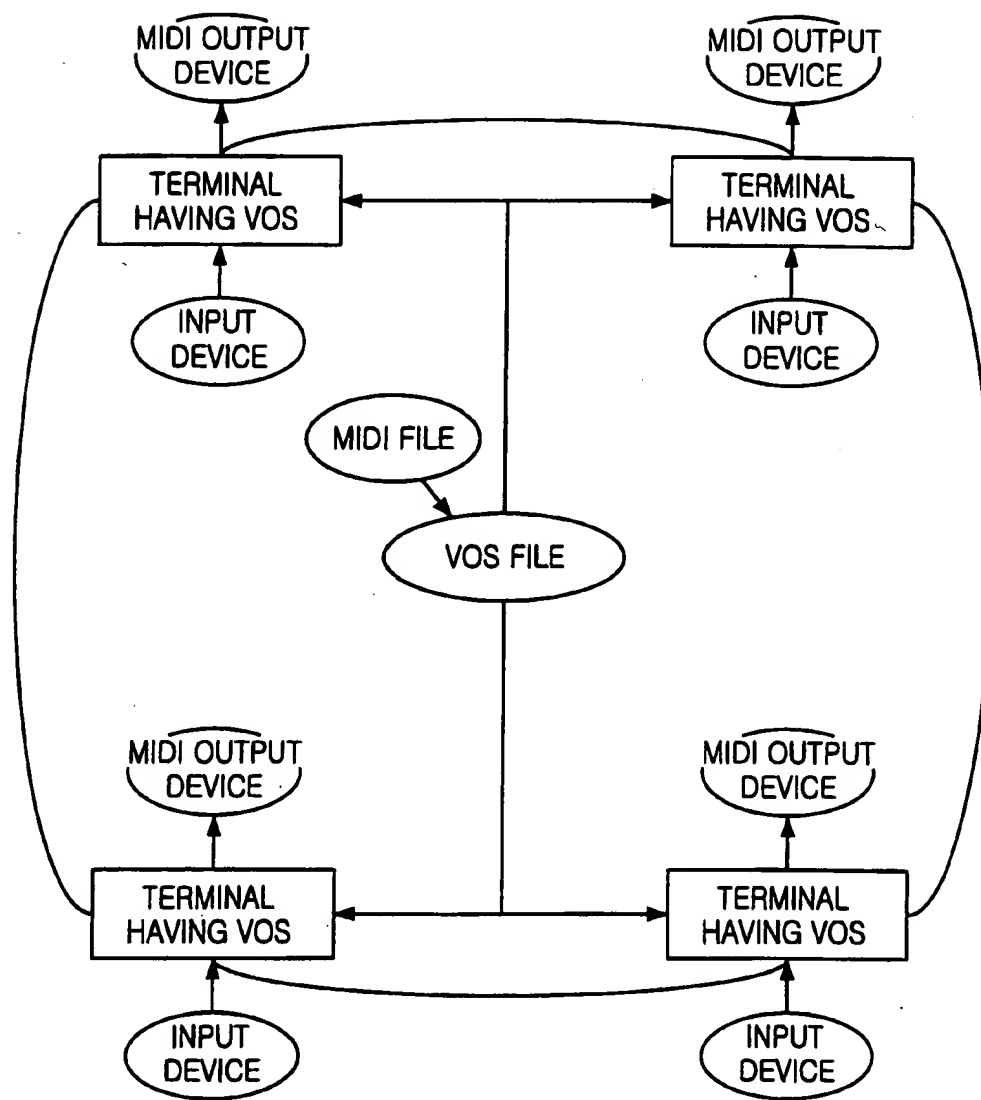 MIDI OUTPUT
DEVICE
MIDI OUTPUT
DEVICE
TERMINAL
HAVING VOS
TERMINAL
HAVING VOS
INPUT
DEVICE
INPUT
DEVICE
MIDI FILE
VOS FILE
MIDI OUTPUT
DEVICE
MIDI OUTPUT
DEVICE
TERMINAL
HAVING VOS
TERMINAL
HAVING VOS
INPUT
DEVICE
INPUT
DEVICE